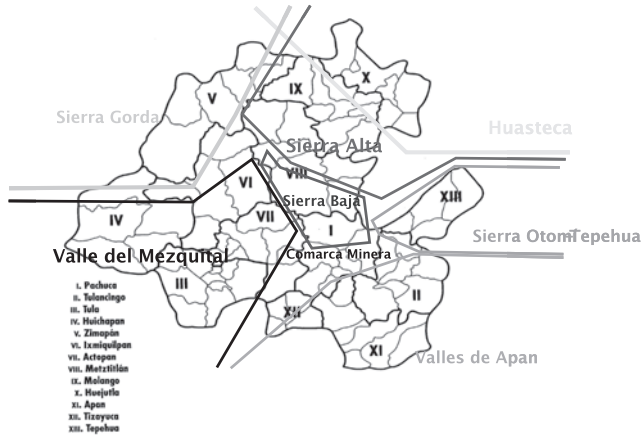 X
IX
V
Sierra Gorda
Huasteca
Sierra Alta
VIII
VI
XIII
Sierra Baja
IV
VII
I
Sierra Otomí-Tepehua
Valle del Mezquital
Comarca Minera
III
II
XII
XI
Valles de Apan
I. Pachuca
II. Tulancingo
III. Tula
IV. Huichapan
V. Zimapán
VI. Ixmiquilpan
VII. Actopan
VIII. Metztitlán
IX. Molango
X. Huejutla
XI. Apan
XII. Tizayuca
XIII. Tepehua